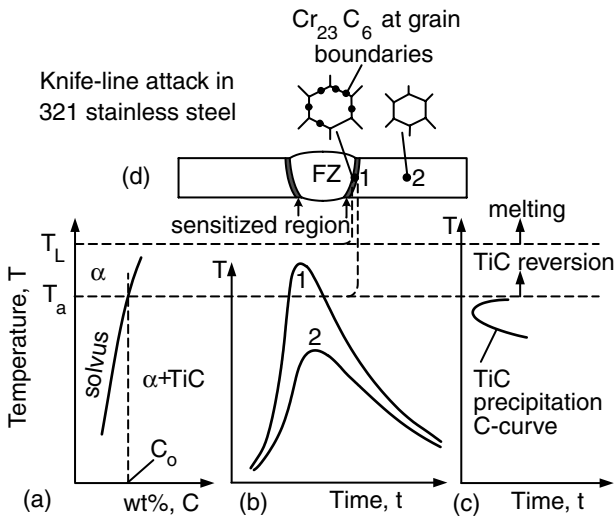 Cr23C6 at grain
boundaries
Knife-line attack in
321 stainless steel
(d)
FZ
1
2
sensitized region
melting
TL
T
TiC reversion
α
T
1
Ta
2
Temperature, T
solvus
α+TiC
TiC
precipitation
C-curve
Co
(a)
wt%, C
(b)
Time, t
(c)
Time, t